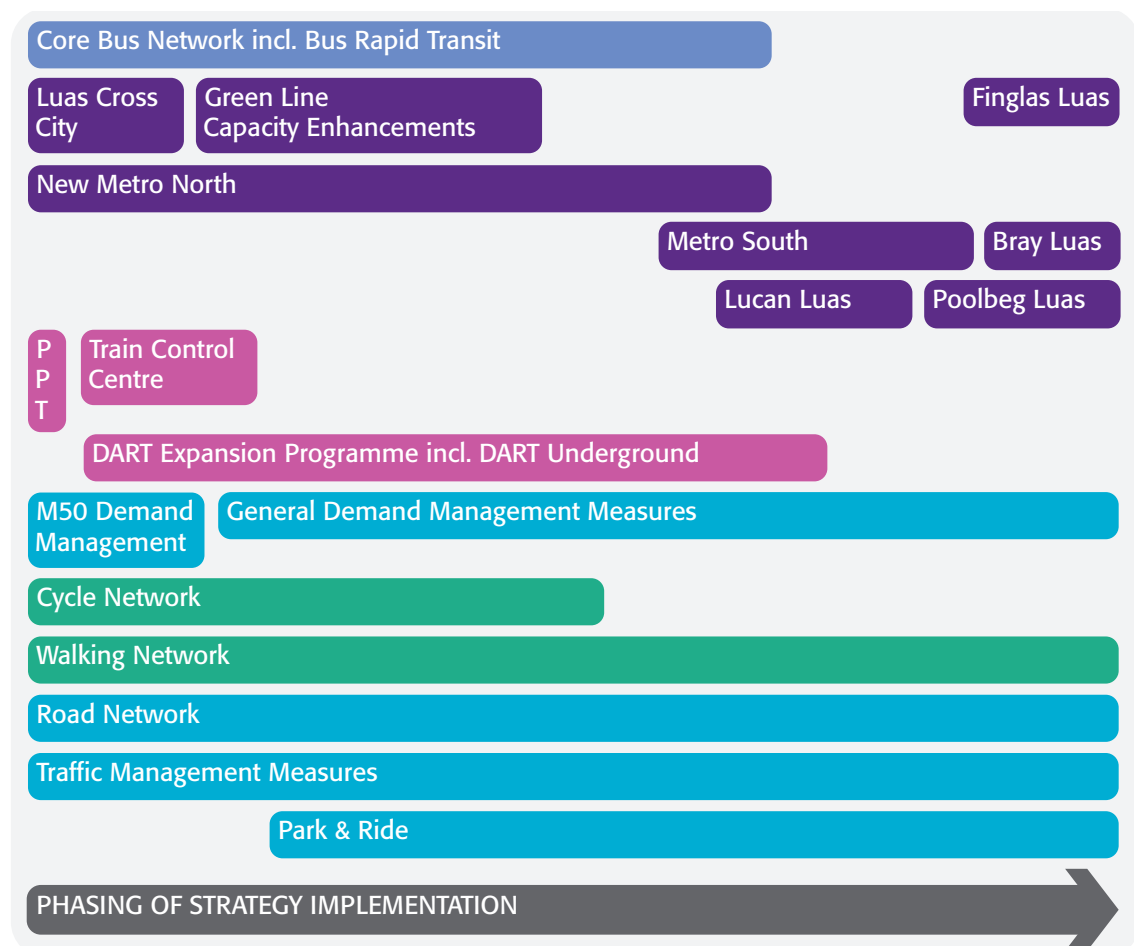 Core Bus Network incl. Bus Rapid Transit
Luas Cross
City
Green Line
Capacity Enhancements
Finglas Luas
New Metro North
Metro South
Bray Luas
Lucan Luas
Poolbeg Luas
P
P
T
Train Control
Centre
DART Expansion Programme incl. DART Underground
M50 Demand
Management
General Demand Management Measures
Cycle Network
Walking Network
Road Network
Traffic Management Measures
Park & Ride
PHASING OF STRATEGY IMPLEMENTATION